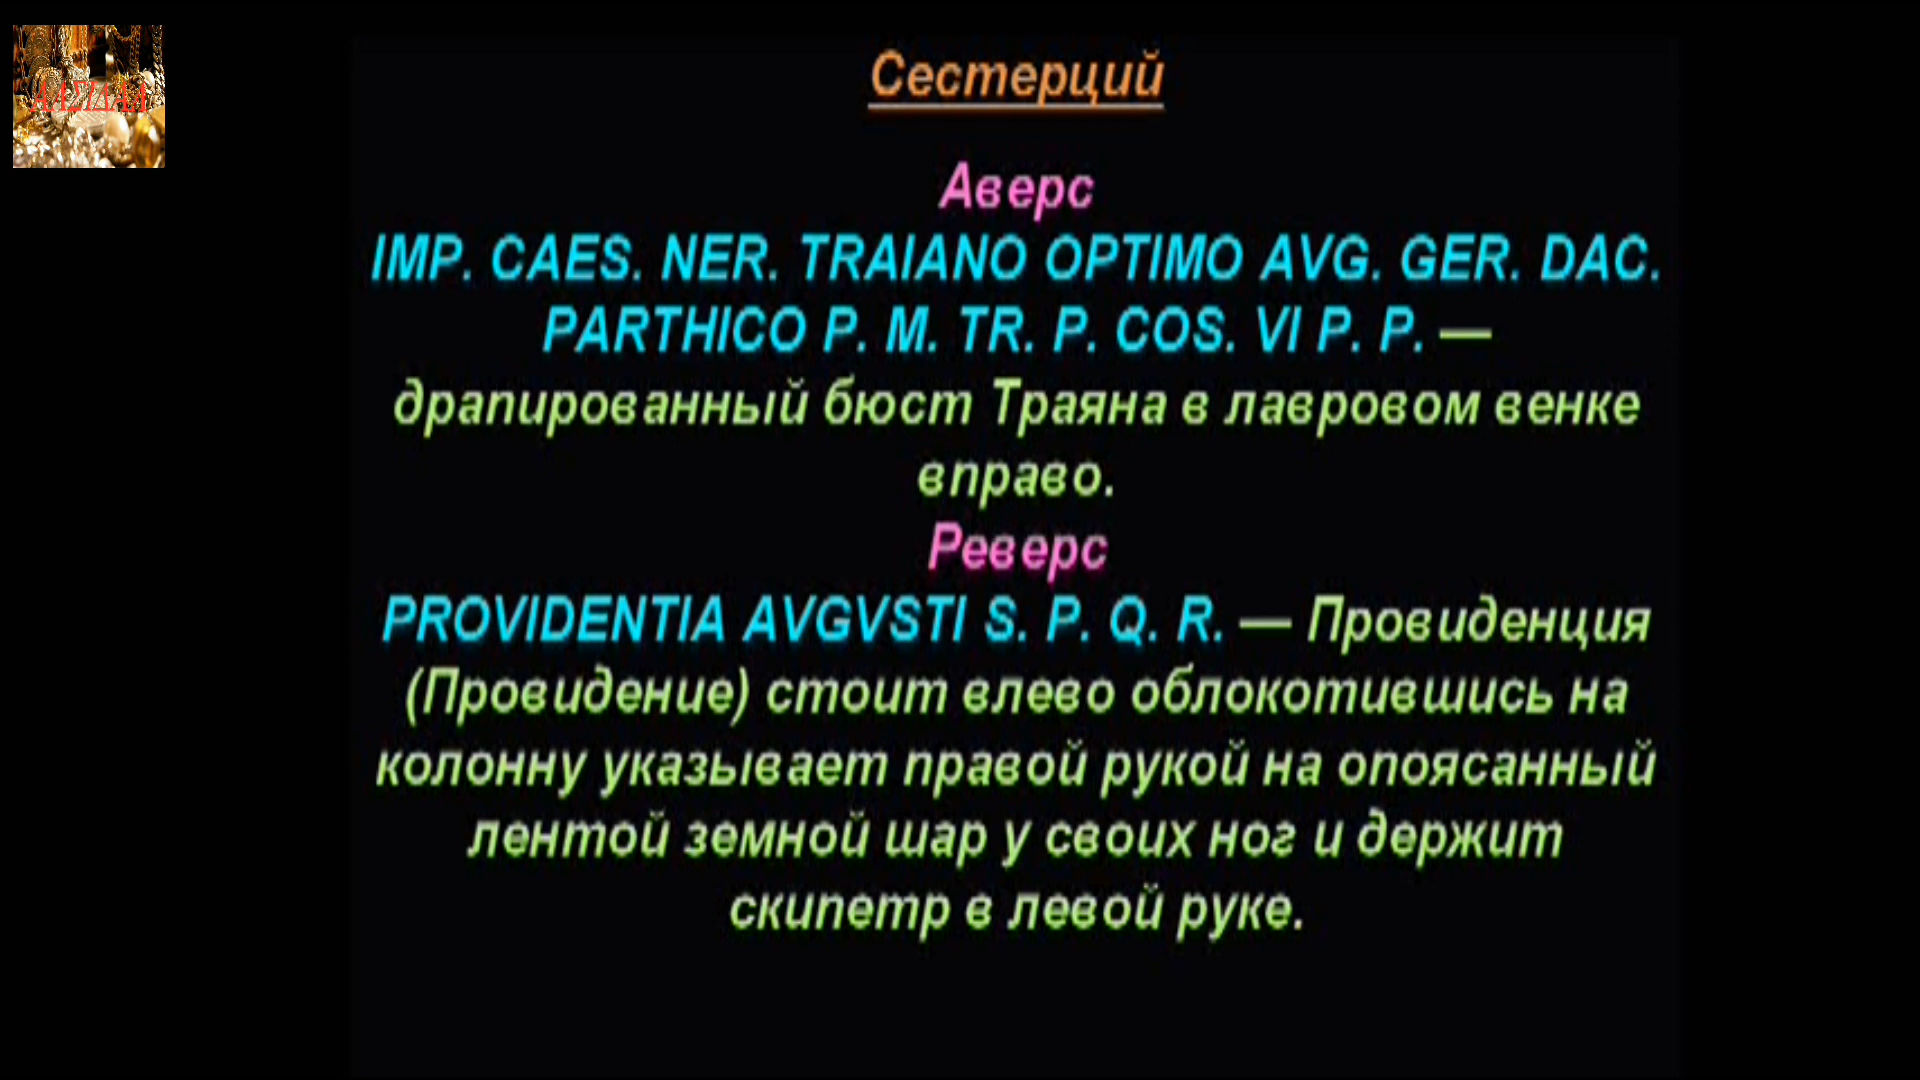 Сестерций
Аверс
IMP. CAES. NER. TRAIANO OPTIMO AVG. GER. DAC.
PARTHICO P. M. TR. P. COS. VI P. P. —
драпированный бюст Траяна в лавровом венке
вправо.
Реверс
PROVIDENTIA AVGVSTI S. P. Q. R. — Провиденция
(Провидение) стоит влево облокотившись на
колонну указывает правой рукой на опоясанный
лентой земной шар у своих ног и держит
скипетр в левой руке.